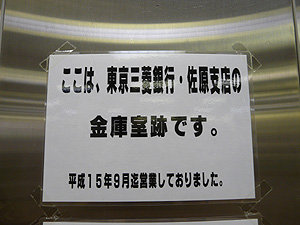 ここは、東京三菱銀行・佐原支店の
金庫室跡です。
平成15年9月迄営業しておりました。